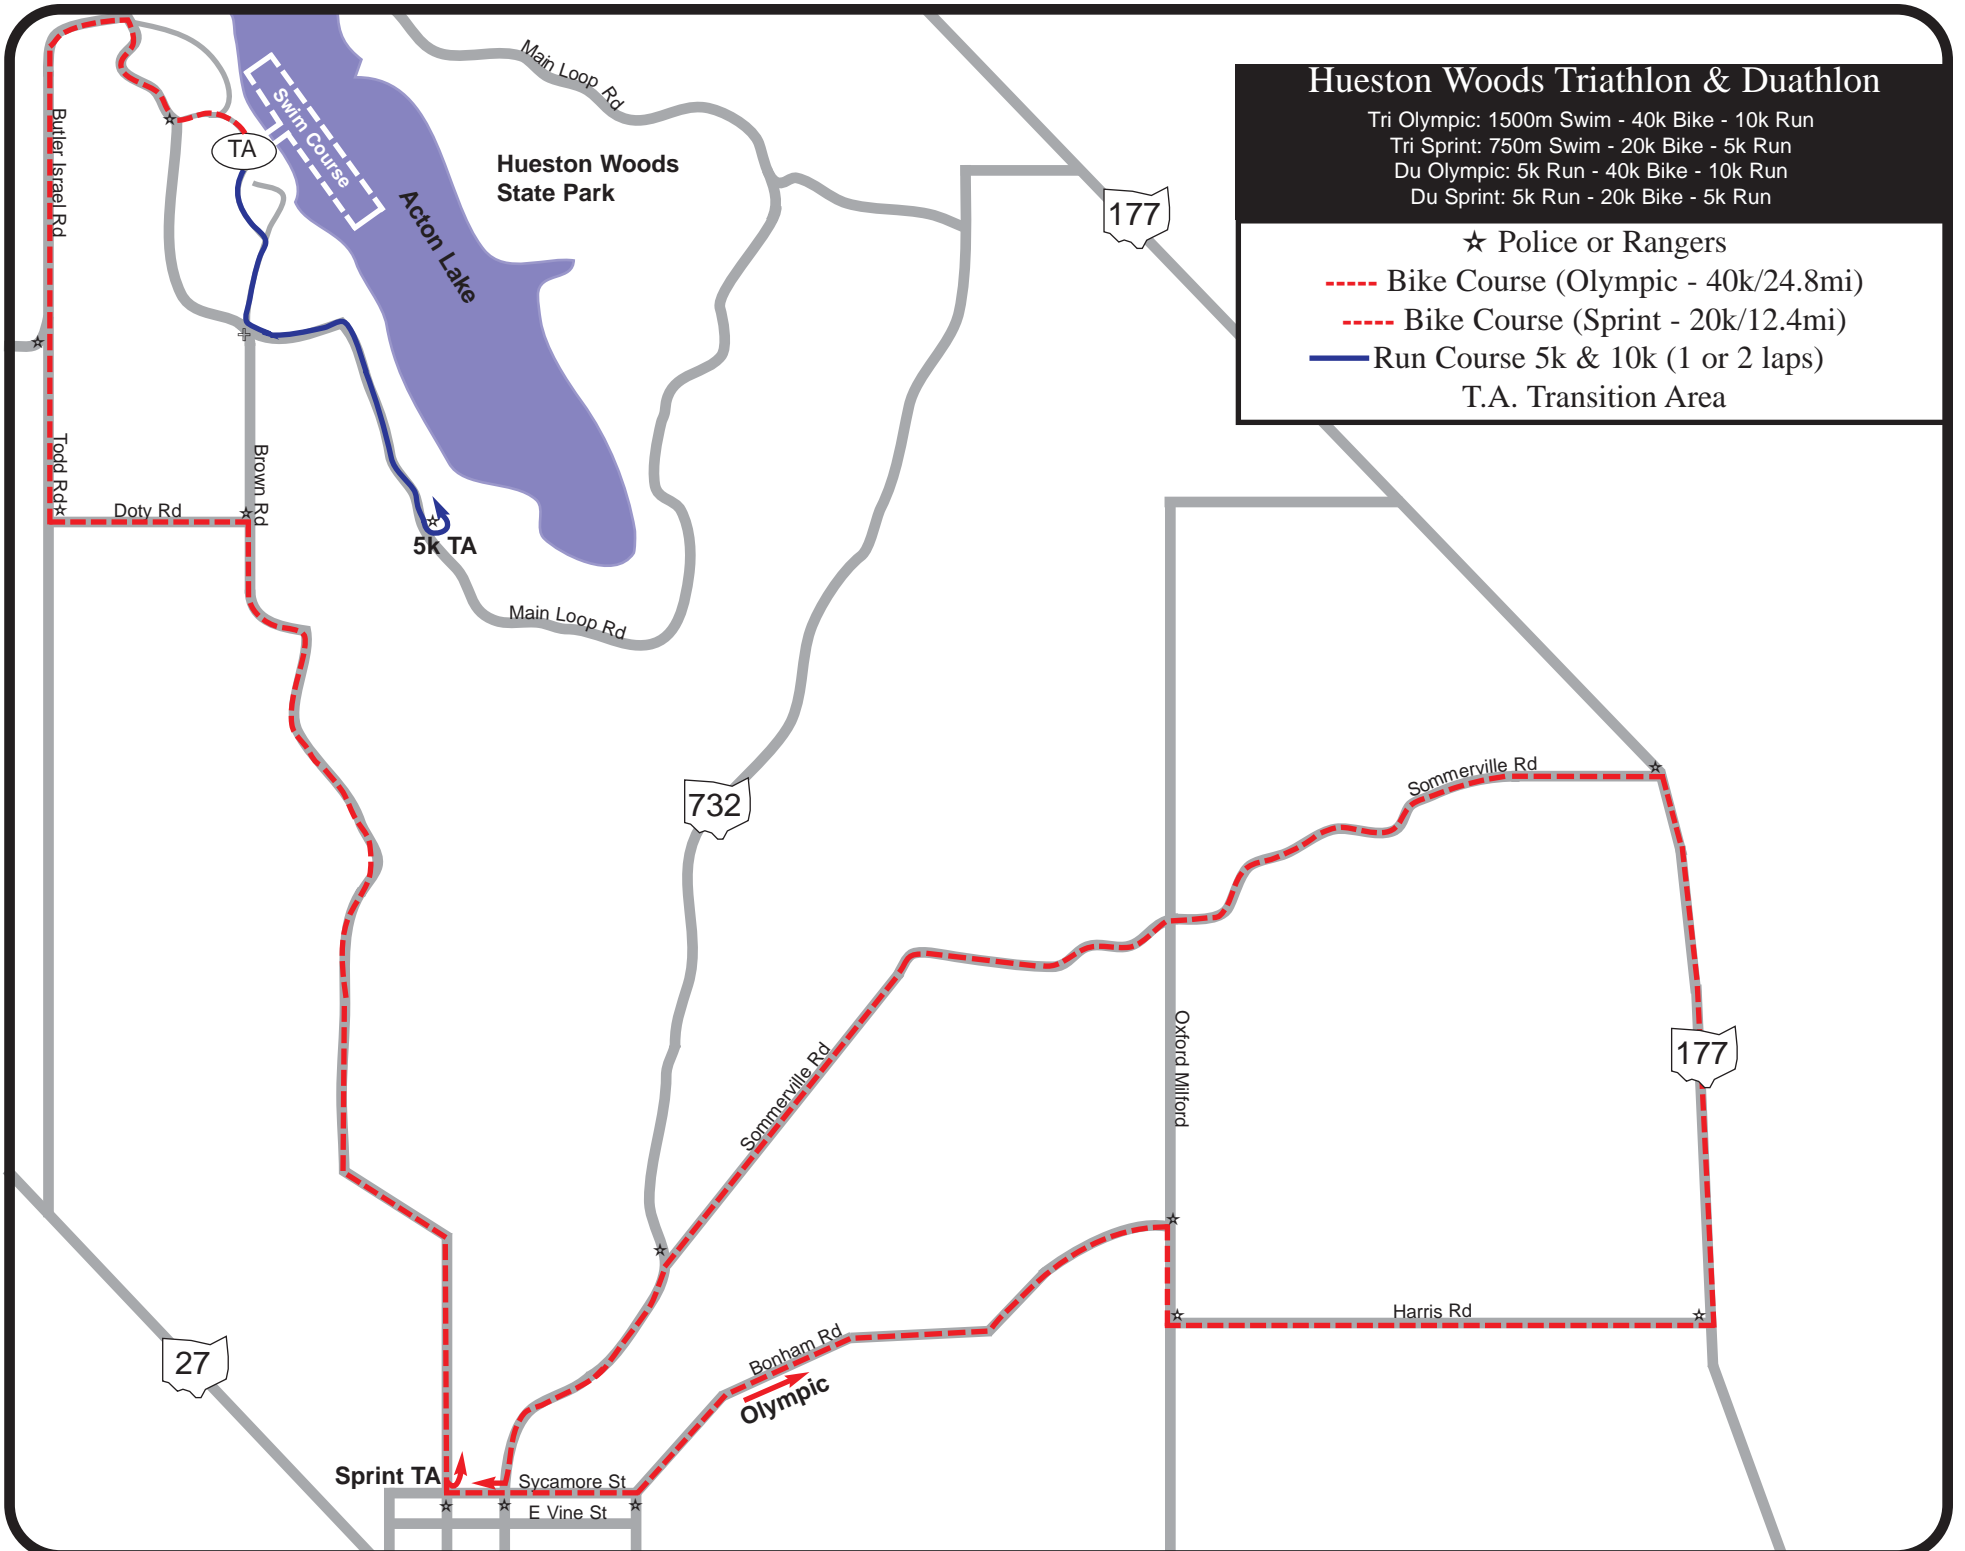 Hueston Woods Triathlon & Duathlon
Tri Olympic: 1500m Swim - 40k Bike - 10k Run
Tri Sprint: 750m Swim - 20k Bike - 5k Run
Du Olympic: 5k Run - 40k Bike - 10k Run
Du Sprint: 5k Run - 20k Bike - 5k Run
☆ Police or Rangers
Bike Course (Olympic - 40k/24.8mi)
Bike Course (Sprint - 20k/12.4mi)
Run Course 5k & 10k (1 or 2 laps)
T.A. Transition Area
Main Loop Rd
Butler Israel Rd
TA
Swim Course
Hueston Woods
State Park
Acton Lake
177
Todd Rd
Doty Rd
Brown Rd
5k TA
Main Loop Rd
732
Sommerville Rd
Sommerville Rd
Oxford Milford
177
Harris Rd
Bonham Rd
Olympic
27
Sprint TA
Sycamore St
E Vine St